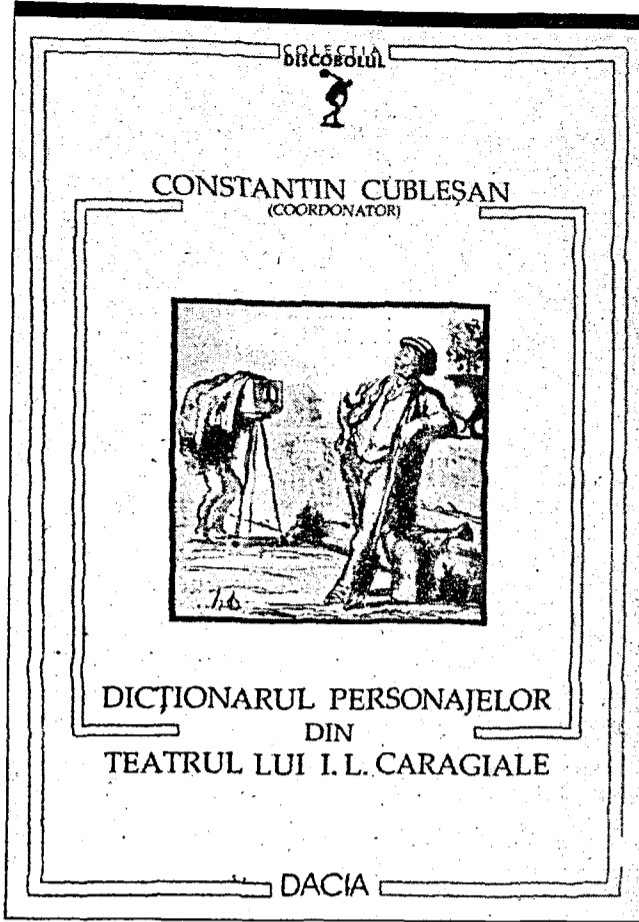 COLECȚIA
DISCOBOLUL
CONSTANTIN CUBLEȘAN
(COORDONATOR)
h.D.
DICȚIONARUL PERSONAJELOR
DIN
TEATRUL LUI I. L. CARAGIALE
DACIA